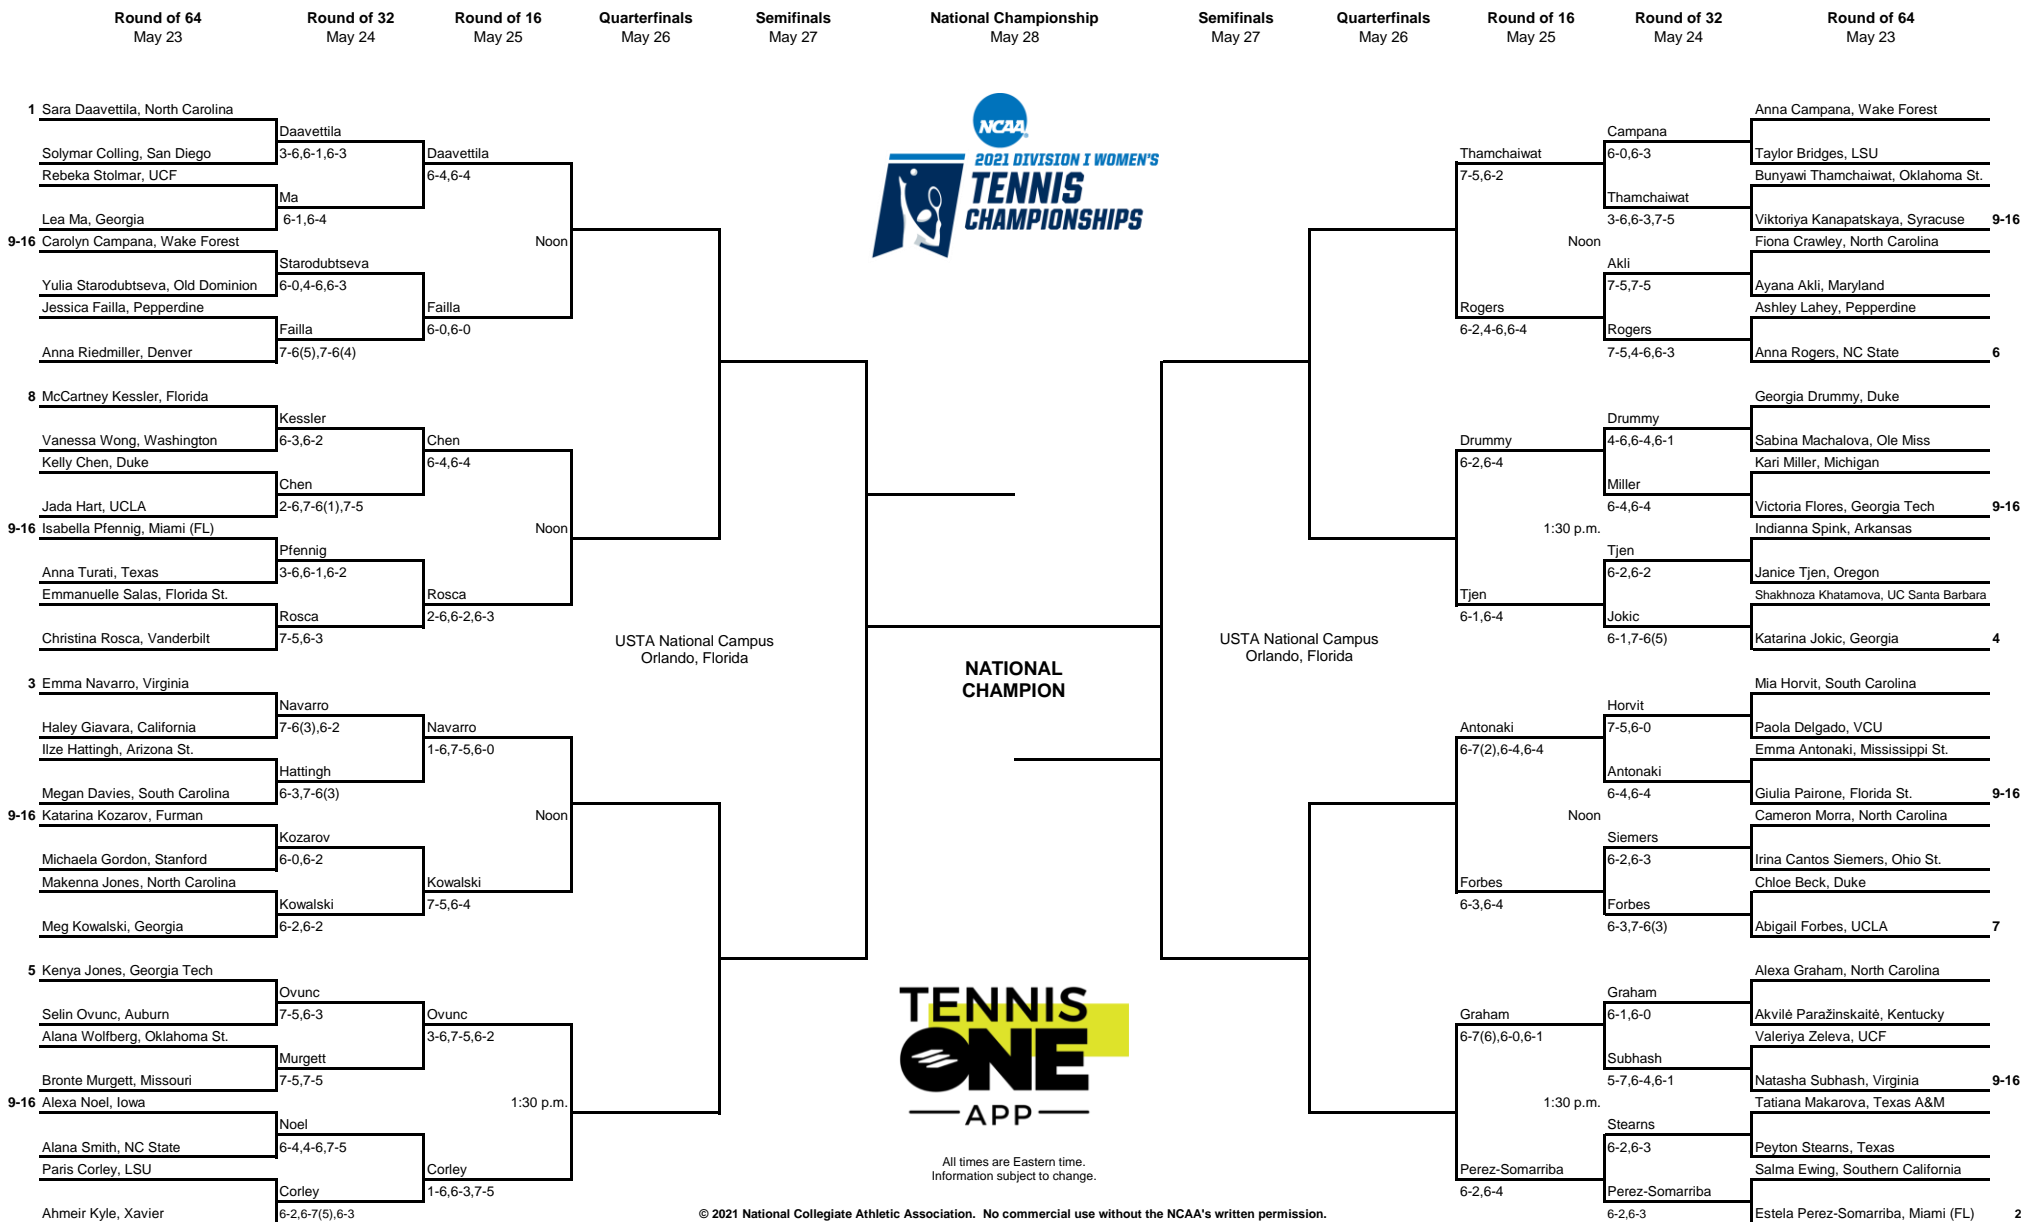 Round of 64 Round of 32 Round of 16 Quarterfinals Semifinals National Championship Semifinals Quarterfinals Round of 16 Round of 32 Round of 64
May 23 May 24 May 25 May 26 May 27 May 28 May 27 May 26 May 25 May 24 May 23
1 Sara Daavettila, North Carolina
Daavettila
Solymar Colling, San Diego
3-6,6-1,6-3
Daavettila
6-4,6-4
Rebeka Stolmar, UCF
Ma
Lea Ma, Georgia
6-1,6-4
9-16 Carolyn Campana, Wake Forest
Noon
Starodubtseva
Yulia Starodubtseva, Old Dominion
6-0,4-6,6-3
Jessica Failla, Pepperdine
Failla
6-0,6-0
Failla
Anna Riedmiller, Denver
7-6(5),7-6(4)
8 McCartney Kessler, Florida
Kessler
Vanessa Wong, Washington
6-3,6-2
Chen
6-4,6-4
Kelly Chen, Duke
Chen
Jada Hart, UCLA
2-6,7-6(1),7-5
9-16 Isabella Pfennig, Miami (FL)
Noon
Pfennig
Anna Turati, Texas
3-6,6-1,6-2
Emmanuelle Salas, Florida St.
Rosca
2-6,6-2,6-3
Rosca
Christina Rosca, Vanderbilt
7-5,6-3
USTA National Campus
Orlando, Florida
3 Emma Navarro, Virginia
Navarro
Haley Giavara, California
7-6(3),6-2
Navarro
1-6,7-5,6-0
Ilze Hattingh, Arizona St.
Hattingh
Megan Davies, South Carolina
6-3,7-6(3)
9-16 Katarina Kozarov, Furman
Noon
Kozarov
Michaela Gordon, Stanford
6-0,6-2
Makenna Jones, North Carolina
Kowalski
7-5,6-4
Kowalski
Meg Kowalski, Georgia
6-2,6-2
5 Kenya Jones, Georgia Tech
Ovunc
Selin Ovunc, Auburn
7-5,6-3
Ovunc
3-6,7-5,6-2
Alana Wolfberg, Oklahoma St.
Murgett
Bronte Murgett, Missouri
7-5,7-5
9-16 Alexa Noel, Iowa
1:30 p.m.
Noel
Alana Smith, NC State
6-4,4-6,7-5
Paris Corley, LSU
Corley
1-6,6-3,7-5
Corley
Ahmeir Kyle, Xavier
6-2,6-7(5),6-3
NCAA
2021 DIVISION I WOMEN'S
TENNIS
CHAMPIONSHIPS
NATIONAL
CHAMPION
TENNIS
ONE
APP
All times are Eastern time.
Information subject to change.
© 2021 National Collegiate Athletic Association. No commercial use without the NCAA's written permission.
Anna Campana, Wake Forest
Campana
6-0,6-3
Taylor Bridges, LSU
Thamchaiwat
7-5,6-2
Bunyawi Thamchaiwat, Oklahoma St.
Thamchaiwat
3-6,6-3,7-5
Viktoriya Kanapatskaya, Syracuse 9-16
Noon
Fiona Crawley, North Carolina
Akli
7-5,7-5
Ayana Akli, Maryland
Ashley Lahey, Pepperdine
Rogers
6-2,4-6,6-4
Rogers
7-5,4-6,6-3
Anna Rogers, NC State 6
Georgia Drummy, Duke
Drummy
4-6,6-4,6-1
Sabina Machalova, Ole Miss
Drummy
6-2,6-4
Kari Miller, Michigan
Miller
6-4,6-4
Victoria Flores, Georgia Tech 9-16
1:30 p.m.
Indianna Spink, Arkansas
Tjen
6-2,6-2
Janice Tjen, Oregon
Shakhnoza Khatamova, UC Santa Barbara
Tjen
6-1,6-4
Jokic
6-1,7-6(5)
Katarina Jokic, Georgia 4
USTA National Campus
Orlando, Florida
Mia Horvit, South Carolina
Horvit
7-5,6-0
Paola Delgado, VCU
Antonaki
6-7(2),6-4,6-4
Emma Antonaki, Mississippi St.
Antonaki
6-4,6-4
Giulia Pairone, Florida St. 9-16
Noon
Cameron Morra, North Carolina
Siemers
6-2,6-3
Irina Cantos Siemers, Ohio St.
Chloe Beck, Duke
Forbes
6-3,6-4
Forbes
6-3,7-6(3)
Abigail Forbes, UCLA 7
Alexa Graham, North Carolina
Graham
6-1,6-0
Akvilė Paražinskaitė, Kentucky
Graham
6-7(6),6-0,6-1
Valeriya Zeleva, UCF
Subhash
5-7,6-4,6-1
Natasha Subhash, Virginia 9-16
1:30 p.m.
Tatiana Makarova, Texas A&M
Stearns
6-2,6-3
Peyton Stearns, Texas
Salma Ewing, Southern California
Perez-Somarriba
6-2,6-4
Perez-Somarriba
6-2,6-3
Estela Perez-Somarriba, Miami (FL) 2